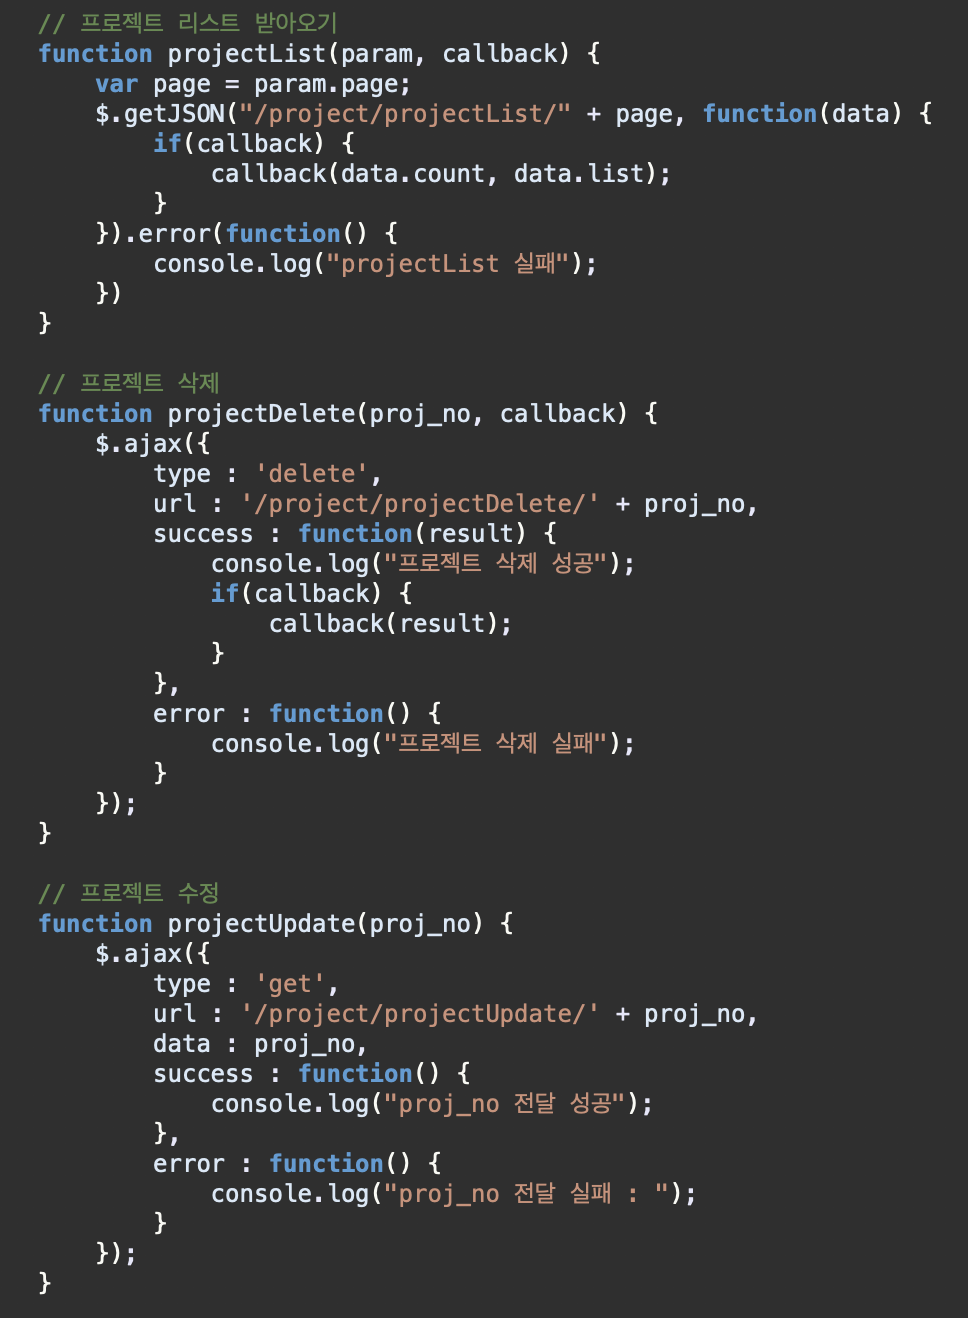 // 프로젝트 리스트 받아오기
function projectList(param, callback) {
    var page = param.page;
    $.getJSON("/project/projectList/" + page, function(data) {
        if(callback) {
            callback(data.count, data.list);
        }
    }).error(function() {
        console.log("projectList 실패");
    })
}

// 프로젝트 삭제
function projectDelete(proj_no, callback) {
    $.ajax({
        type : 'delete',
        url : '/project/projectDelete/' + proj_no,
        success : function(result) {
            console.log("프로젝트 삭제 성공");
            if(callback) {
                callback(result);
            }
        },
        error : function() {
            console.log("프로젝트 삭제 실패");
        }
    });
}

// 프로젝트 수정
function projectUpdate(proj_no) {
    $.ajax({
        type : 'get',
        url : '/project/projectUpdate/' + proj_no,
        data : proj_no,
        success : function() {
            console.log("proj_no 전달 성공");
        },
        error : function() {
            console.log("proj_no 전달 실패 : ");
        }
    });
}